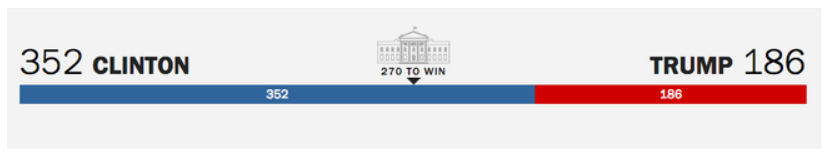 352 CLINTON
270 TO WIN
TRUMP 186
352
186